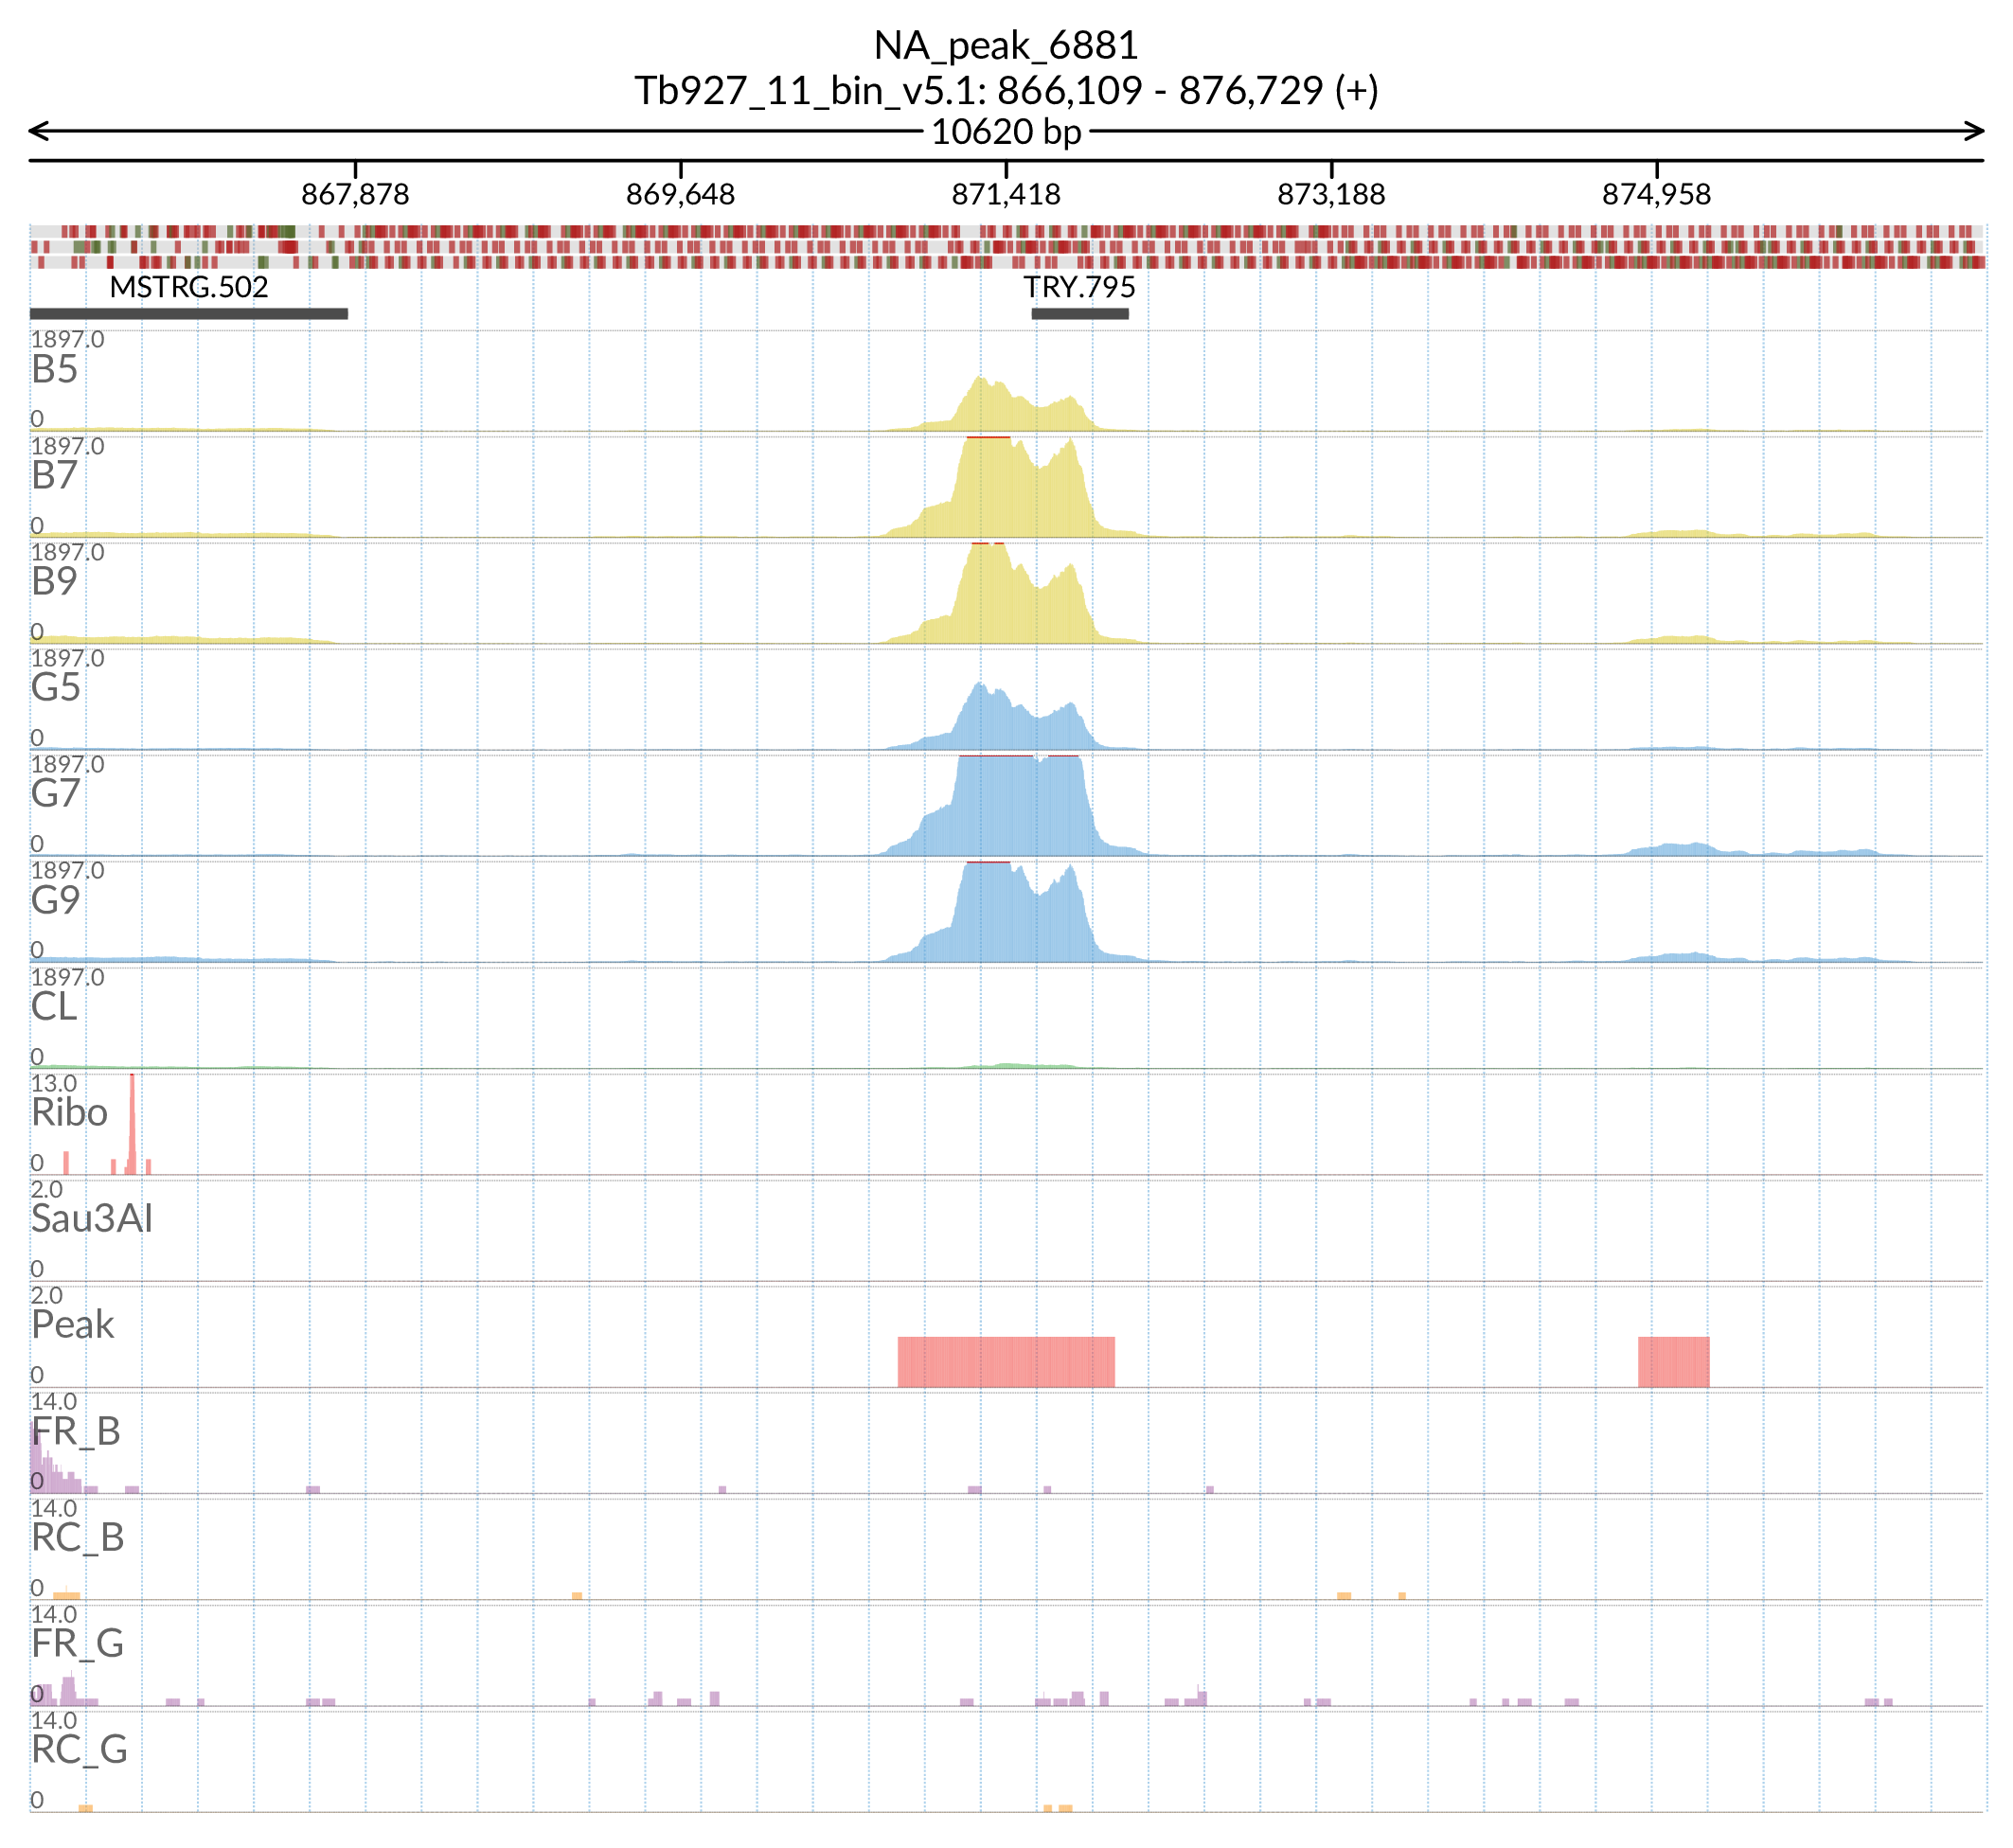 NA_peak_6881
Tb927_11_bin_v5.1: 866,109 - 876,729 (+)
10620 bp
867,878 869,648 871,418 873,188 874,958
MSTRG.502 TRY.795
1897.0
B5
0
1897.0
B7
0
1897.0
B9
0
1897.0
G5
0
1897.0
G7
0
1897.0
G9
0
1897.0
CL
0
13.0
Ribo
0
2.0
Sau3AI
0
2.0
Peak
0
14.0
FR_B
0
14.0
RC_B
0
14.0
FR_G
0
14.0
RC_G
0